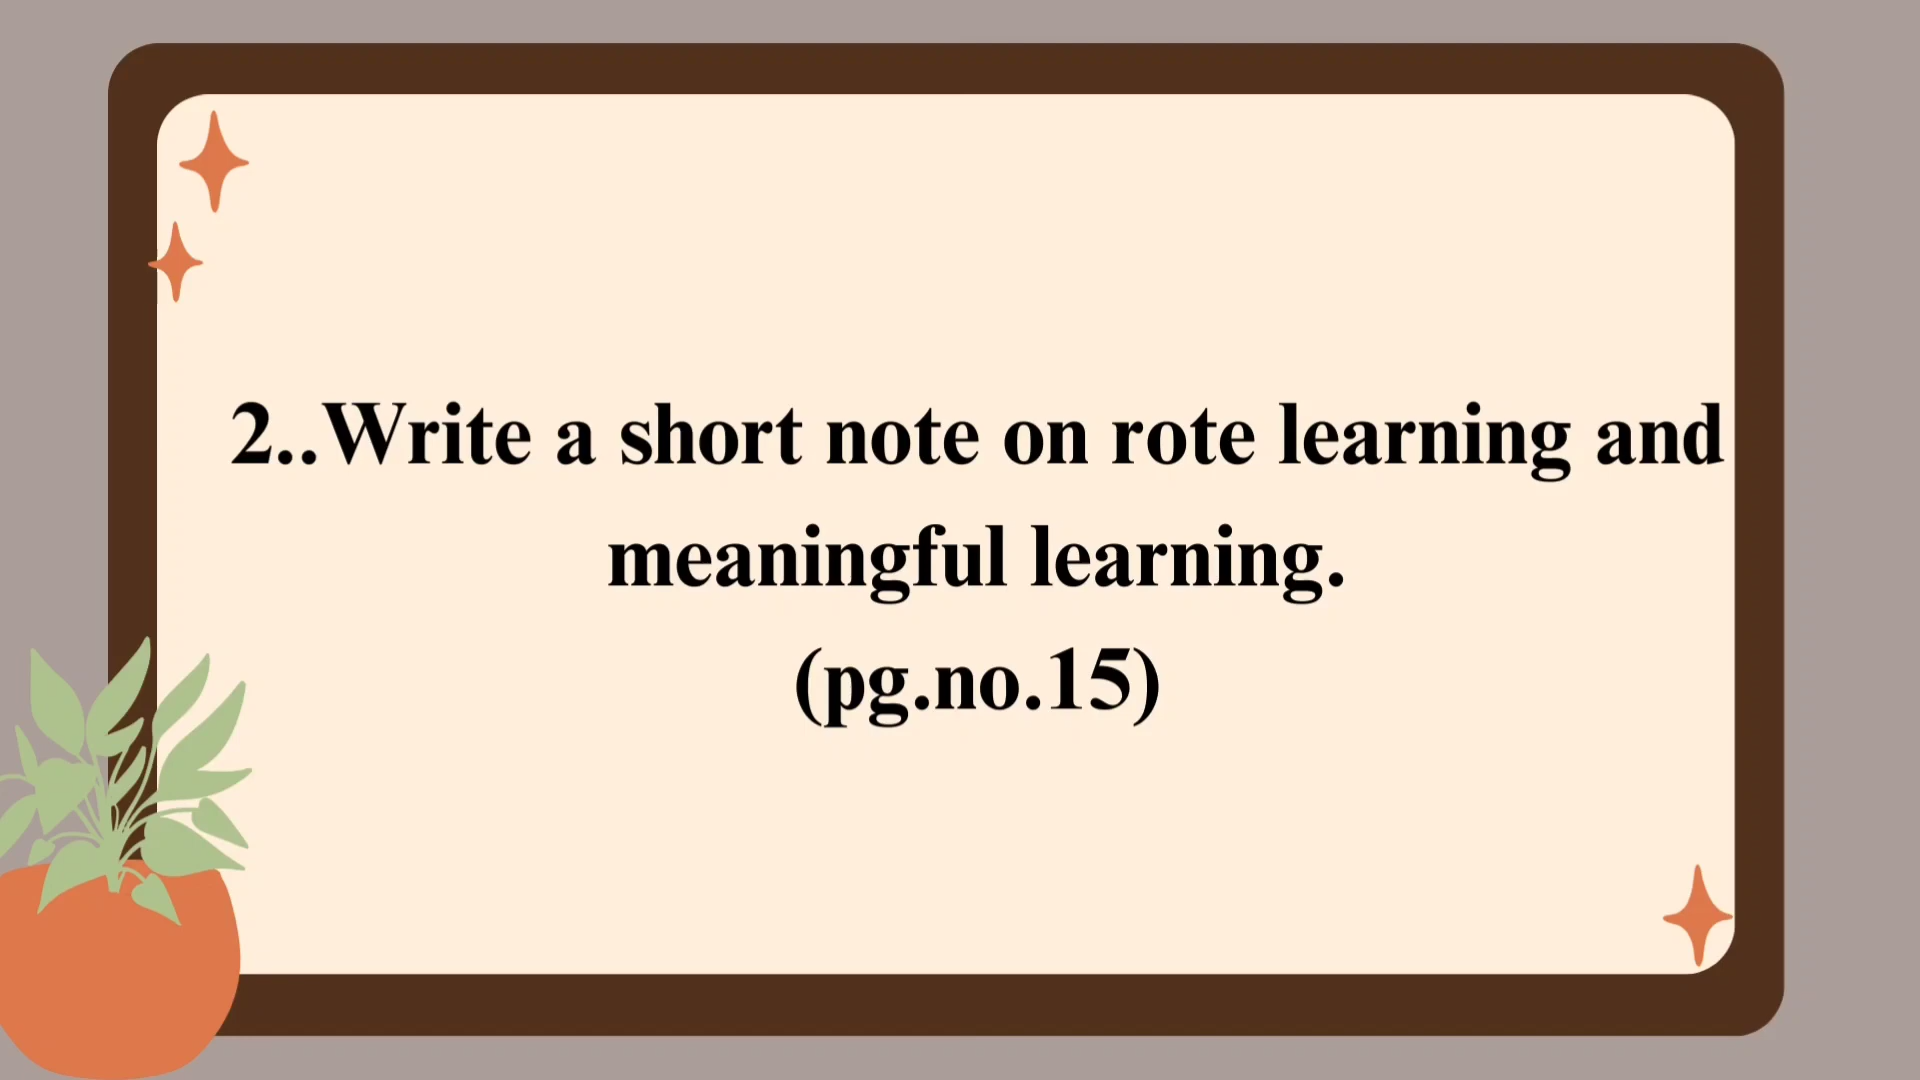 2..Write a short note on rote learning and
meaningful learning.
(pg.no.15)